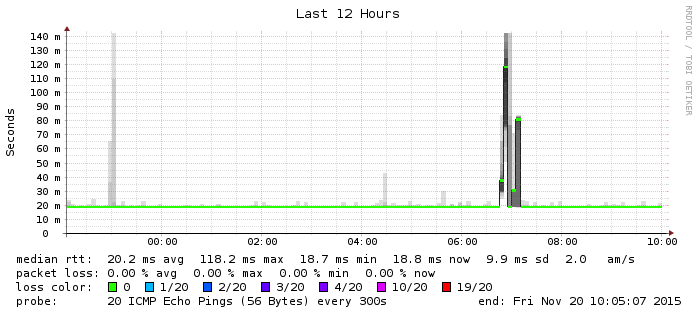 Last 12 Hours
RRDTOOL / TOBI OETIKER
Seconds
140 m
130 m
120 m
110 m
100 m
90 m
80 m
70 m
60 m
50 m
40 m
30 m
20 m
10 m
0
00:00 02:00 04:00 06:00 08:00 10:00
median rtt: 20.2 ms avg 118.2 ms max 18.7 ms min 18.8 ms now 9.9 ms sd 2.0 am/s
packet loss: 0.00 % avg 0.00 % max 0.00 % min 0.00 % now
loss color: 0 1/20 2/20 3/20 4/20 10/20 19/20
probe: 20 ICMP Echo Pings (56 Bytes) every 300s end: Fri Nov 20 10:05:07 2015